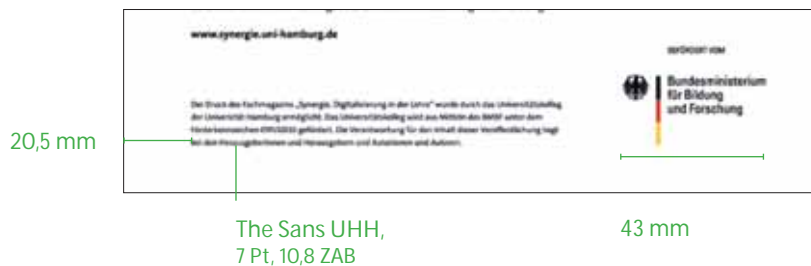 www.synergie.uni-hamburg.de
GEFÖRDERT VOM
Bundesministerium
für Bildung
und Forschung
Der Druck des Fachmagazins „Synergie. Digitalisierung in der Lehre“ wurde durch das Universitätskolleg
der Universität Hamburg ermöglicht. Das Universitätskolleg wird aus Mitteln des BMBF unter dem
Förderkennzeichen gefördert. Die Verantwortung für den Inhalt dieser Veröffentlichung liegt
bei den Herausgeberinnen und Herausgebern und Autorinnen und Autoren.
20,5 mm
The Sans UHH,
7 Pt, 10,8 ZAB
43 mm